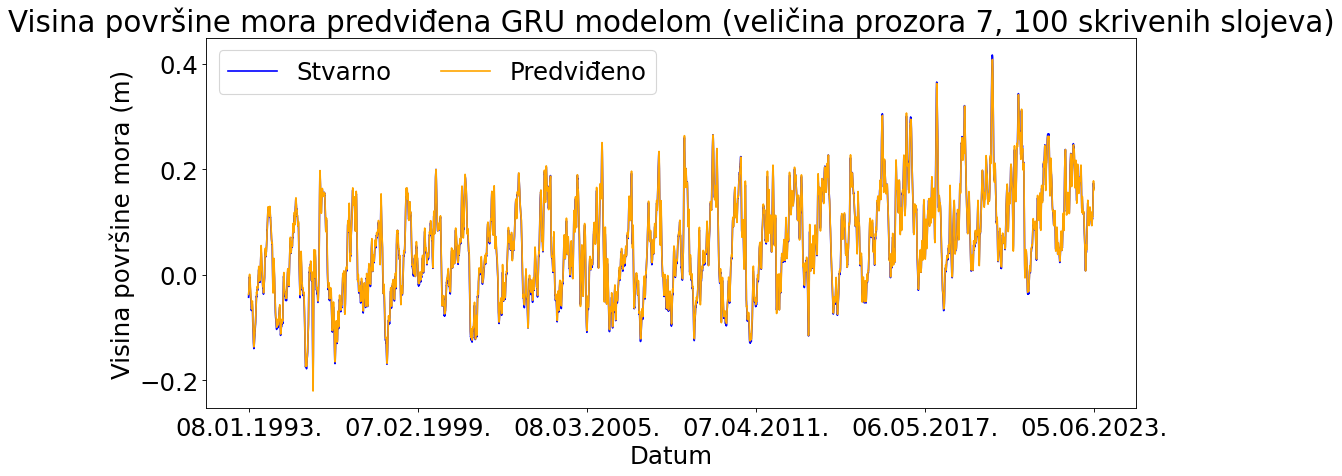 Visina površine mora predviđena GRU modelom (veličina prozora 7, 100 skrivenih slojeva)
Stvarno Predviđeno
Visina površine mora (m)
0.4
0.2
0.0
−0.2
08.01.1993. 07.02.1999. 08.03.2005. 07.04.2011. 06.05.2017. 05.06.2023.
Datum